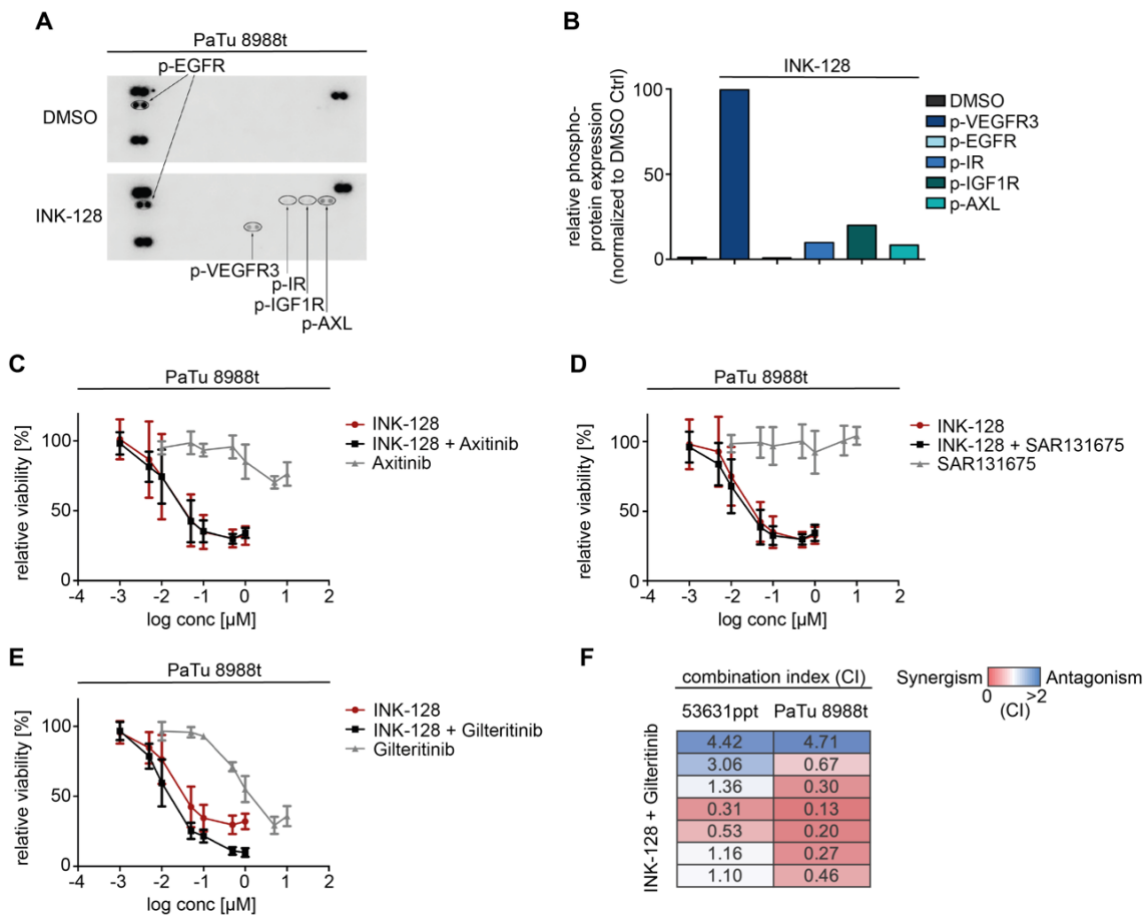 A
PaTu 8988t
p-EGFR
DMSO
INK-128
p-VEGFR3
p-IR
p-IGF1R
p-AXL
B
INK-128
relative phospho-
protein expression
(normalized to DMSO Ctrl)
100
50
0
DMSO
p-VEGFR3
p-EGFR
p-IR
p-IGF1R
p-AXL
C
PaTu 8988t
relative viability [%]
100
50
0
-4 -3 -2 -1 0 1 2
log conc [µM]
INK-128
INK-128 + Axitinib
Axitinib
D
PaTu 8988t
relative viability [%]
100
50
0
-4 -3 -2 -1 0 1 2
log conc [µM]
INK-128
INK-128 + SAR131675
SAR131675
E
PaTu 8988t
relative viability [%]
100
50
0
-4 -3 -2 -1 0 1 2
log conc [µM]
INK-128
INK-128 + Gilteritinib
Gilteritinib
F
combination index (CI)
53631ppt PaTu 8988t
INK-128 + Gilteritinib
4.42 4.71
3.06 0.67
1.36 0.30
0.31 0.13
0.53 0.20
1.16 0.27
1.10 0.46
Synergism Antagonism
0 >2
(CI)